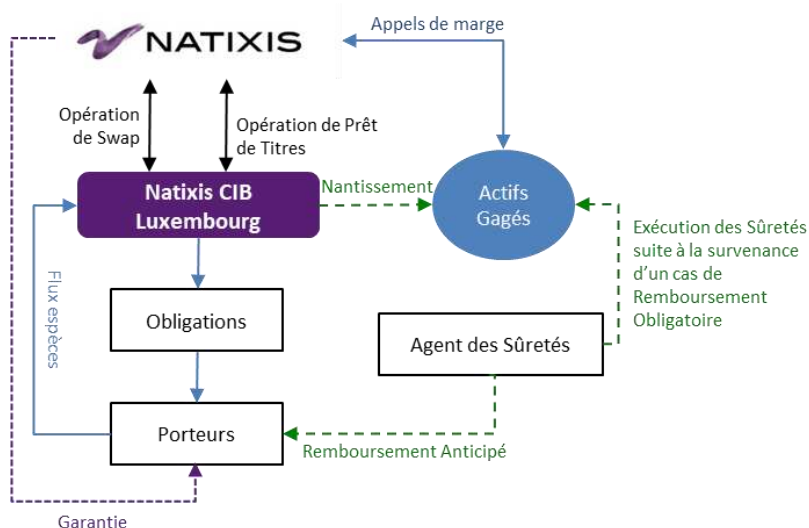 NATIXIS
Appels de marge
Opération
de Swap
Opération de Prêt
de Titres
Natixis CIB
Luxembourg
Nantissement
Actifs
Gagés
Exécution des Sûretés
suite à la survenance
d'un cas de
Remboursement
Obligatoire
Flux espèces
Obligations
Agent des Sûretés
Porteurs
Remboursement Anticipé
Garantie